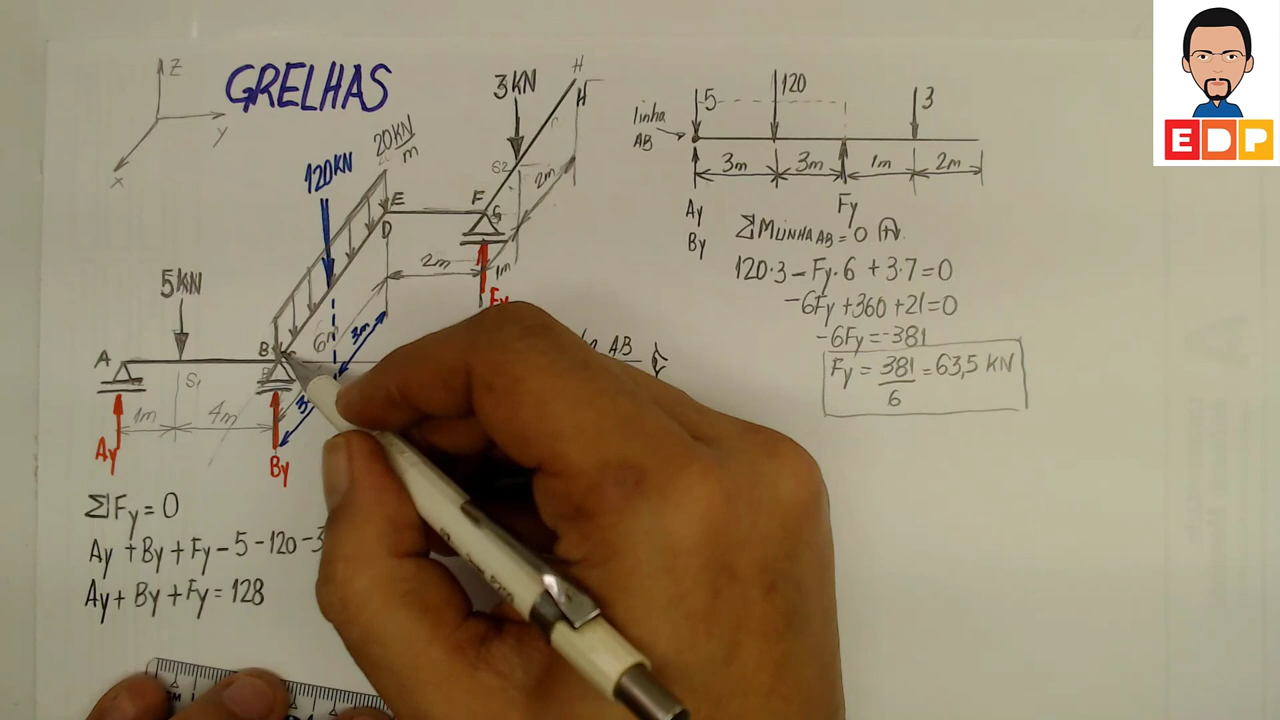 GRELHAS
Z
Y
X
3KN
H
H
20KN
m
120KN
E
D
F
G
S2
2m
1m
2m
5KN
A
B
S1
6m
3m
1m
4m
3
Ay
By
AB
ΣFy = 0
Ay + By + Fy - 5 - 120 - 3
Ay + By + Fy = 128
5
120
3
linha
AB
3m
3m
1m
2m
Ay
By
Fy
ΣMLINHA AB = 0
120·3 - Fy·6 + 3·7 = 0
-6Fy + 360 + 21 = 0
-6Fy = -381
Fy = 381 = 63,5 KN
6
EDP